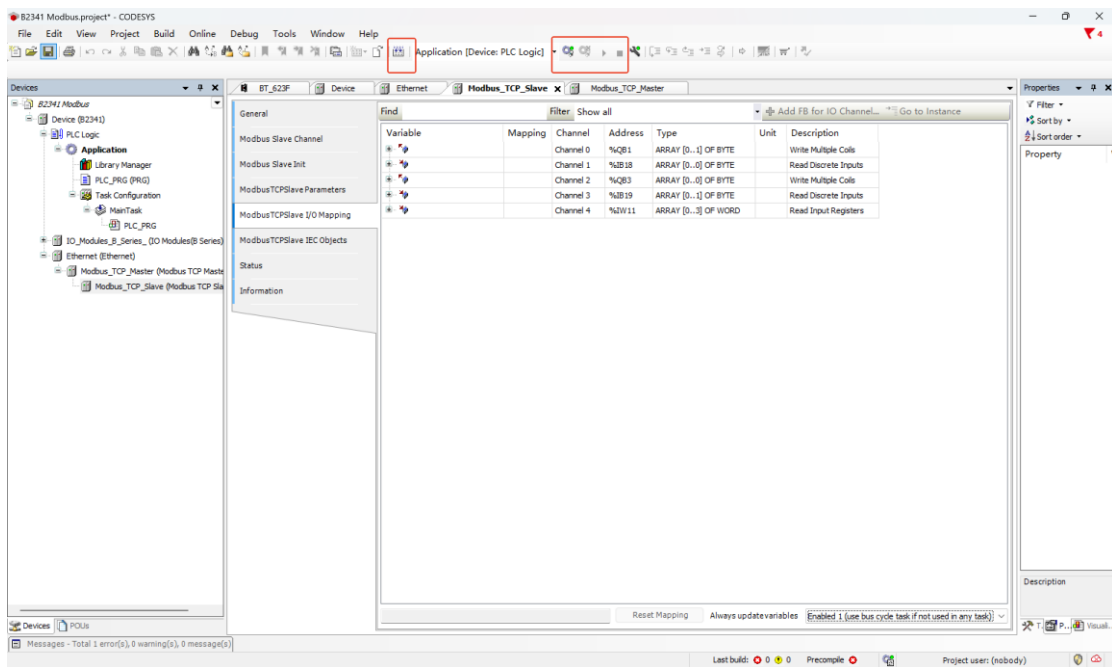 B2341 Modbus.project* - CODESYS
File Edit View Project Build Online Debug Tools Window Help
4
Application [Device: PLC Logic]
Devices
B2341 Modbus
Device (B2341)
PLC Logic
Application
Library Manager
PLC_PRG (PRG)
Task Configuration
MainTask
PLC_PRG
IO_Modules_B_Series_ (IO Modules(B Series)
Ethernet (Ethernet)
Modbus_TCP_Master (Modbus TCP Maste
Modbus_TCP_Slave (Modbus TCP Sla
Devices POUs
BT_623F Device Ethernet Modbus_TCP_Slave Modbus_TCP_Master
General
Modbus Slave Channel
Modbus Slave Init
ModbusTCPSlave Parameters
ModbusTCPSlave I/O Mapping
ModbusTCPSlave IEC Objects
Status
Information
Find Filter Show all Add FB for IO Channel... Go to Instance
Variable Mapping Channel Address Type Unit Description
Channel 0 %QB1 ARRAY [0..1] OF BYTE Write Multiple Coils
Channel 1 %IB18 ARRAY [0..0] OF BYTE Read Discrete Inputs
Channel 2 %QB3 ARRAY [0..0] OF BYTE Write Multiple Coils
Channel 3 %IB19 ARRAY [0..1] OF BYTE Read Discrete Inputs
Channel 4 %IW11 ARRAY [0..3] OF WORD Read Input Registers
Reset Mapping Always update variables Enabled 1 (use bus cycle task if not used in any task)
Properties
Filter
Sort by
Sort order
Property
Description
T. P... Visuali..
Messages - Total 1 error(s), 0 warning(s), 0 message(s)
Last build: 0 0 Precompile Project user: (nobody)